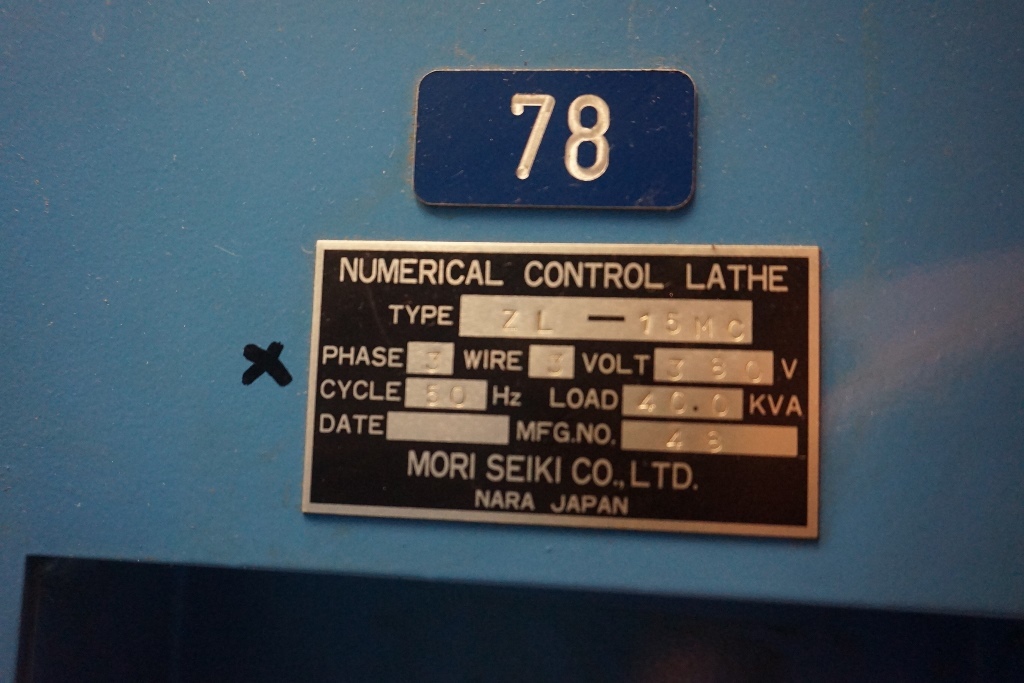 78
NUMERICAL CONTROL LATHE
TYPE ZL - 15MC
PHASE 3 WIRE 3 VOLT 380 V
CYCLE 50 Hz LOAD 40.0 KVA
DATE MFG.NO. 48
MORI SEIKI CO., LTD.
NARA JAPAN